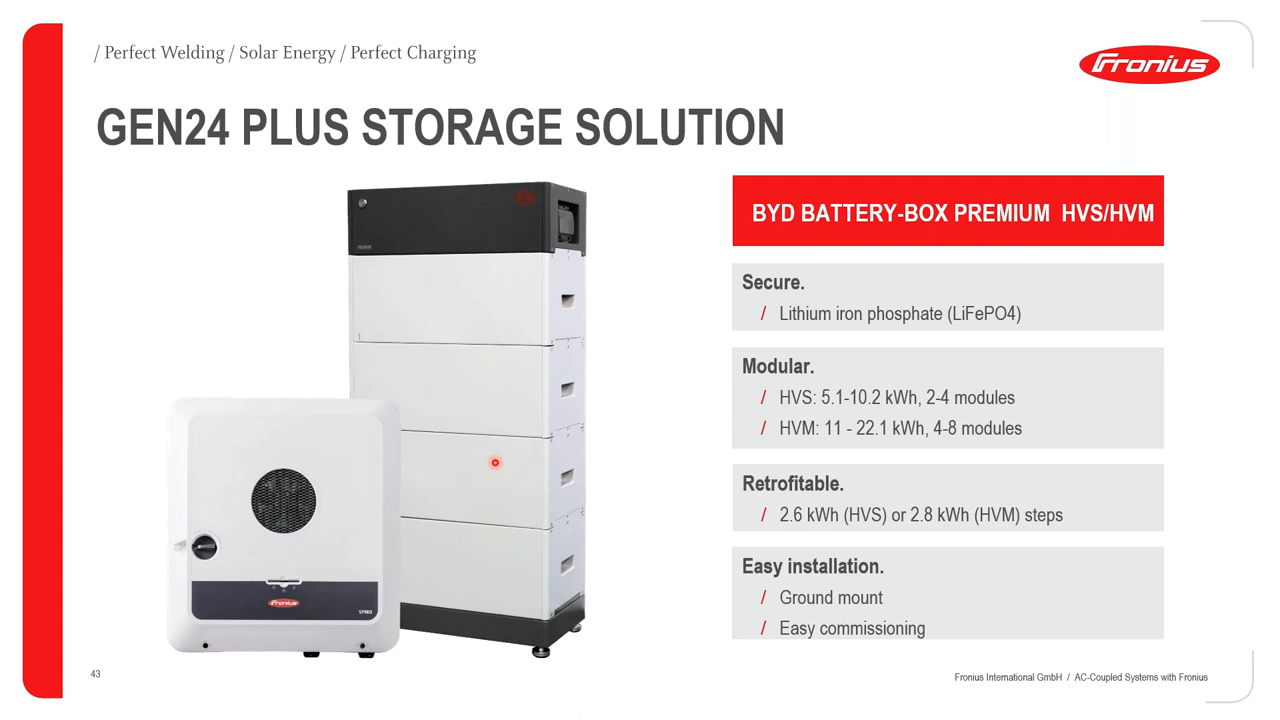 / Perfect Welding / Solar Energy / Perfect Charging
Fronius
GEN24 PLUS STORAGE SOLUTION
BYD BATTERY-BOX PREMIUM HVS/HVM
Secure.
/ Lithium iron phosphate (LiFePO4)
Modular.
/ HVS: 5.1-10.2 kWh, 2-4 modules
/ HVM: 11 - 22.1 kWh, 4-8 modules
Retrofitable.
/ 2.6 kWh (HVS) or 2.8 kWh (HVM) steps
Easy installation.
/ Ground mount
/ Easy commissioning
Fronius
SYMO
43
Fronius International GmbH / AC-Coupled Systems with Fronius